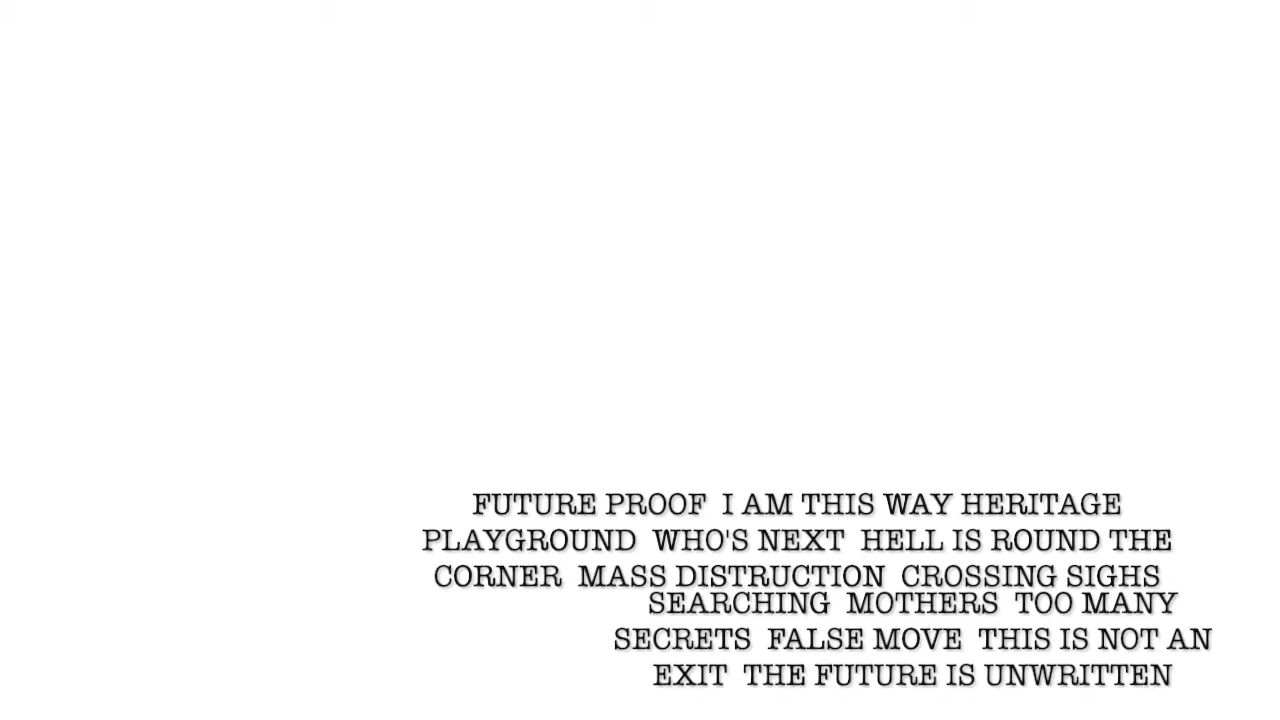 FUTURE PROOF  I AM THIS WAY HERITAGE
PLAYGROUND  WHO'S NEXT  HELL IS ROUND THE
CORNER  MASS DISTRUCTION  CROSSING SIGHS
SEARCHING  MOTHERS  TOO MANY
SECRETS  FALSE MOVE  THIS IS NOT AN
EXIT  THE FUTURE IS UNWRITTEN